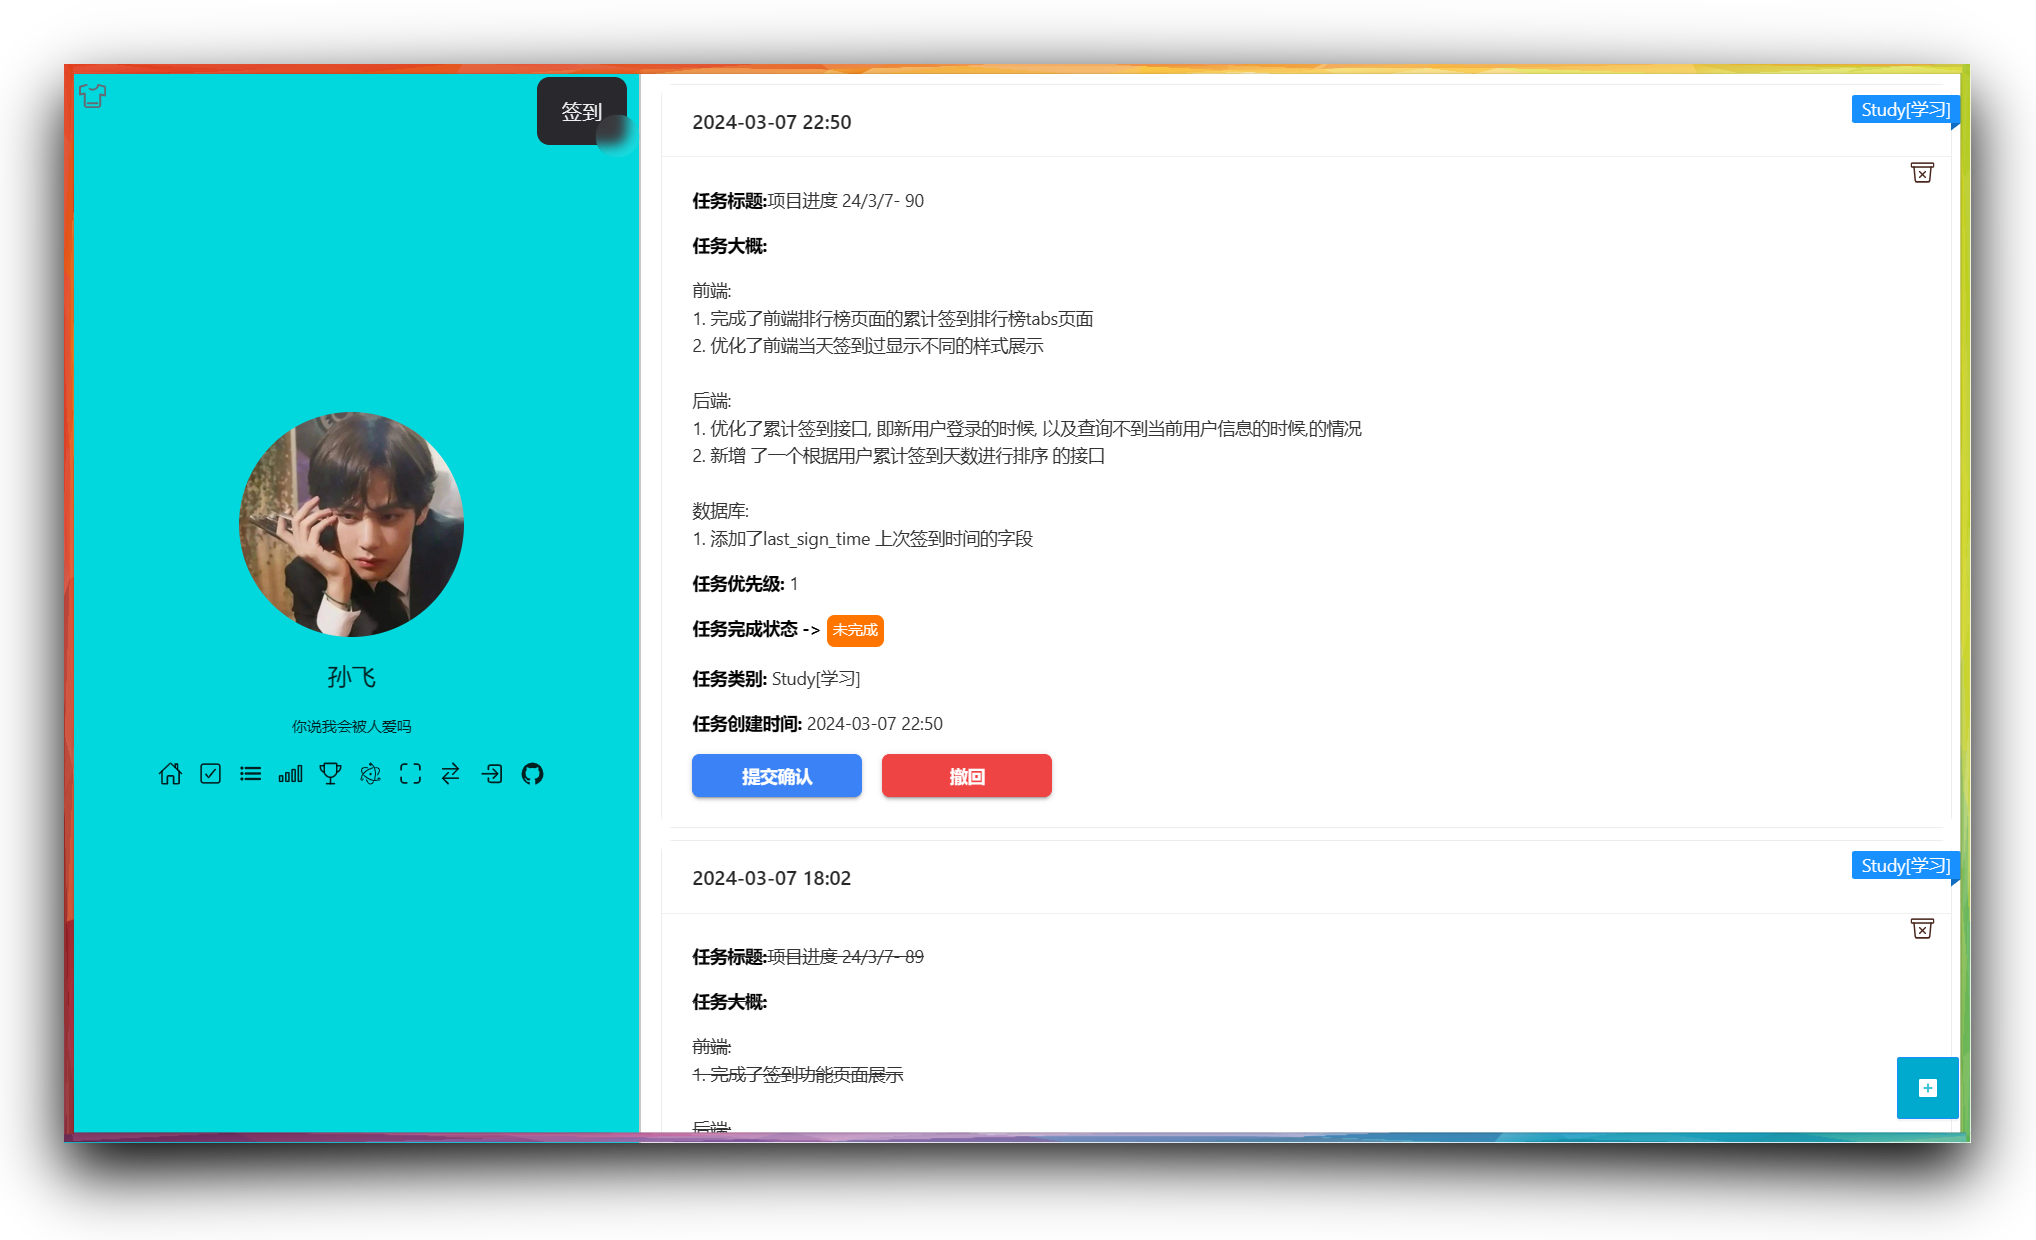 签到
孙飞
你说我会被人爱吗
2024-03-07 22:50
Study[学习]
任务标题:项目进度 24/3/7- 90
任务大概:
前端:
1. 完成了前端排行榜页面的累计签到排行榜tabs页面
2. 优化了前端当天签到过显示不同的样式展示
后端:
1. 优化了累计签到接口, 即新用户登录的时候, 以及查询不到当前用户信息的时候,的情况
2. 新增 了一个根据用户累计签到天数进行排序 的接口
数据库:
1. 添加了last_sign_time 上次签到时间的字段
任务优先级: 1
任务完成状态 -> 未完成
任务类别: Study[学习]
任务创建时间: 2024-03-07 22:50
提交确认 撤回
2024-03-07 18:02
Study[学习]
任务标题:项目进度 24/3/7- 89
任务大概:
前端:
1. 完成了签到功能页面展示
后端: